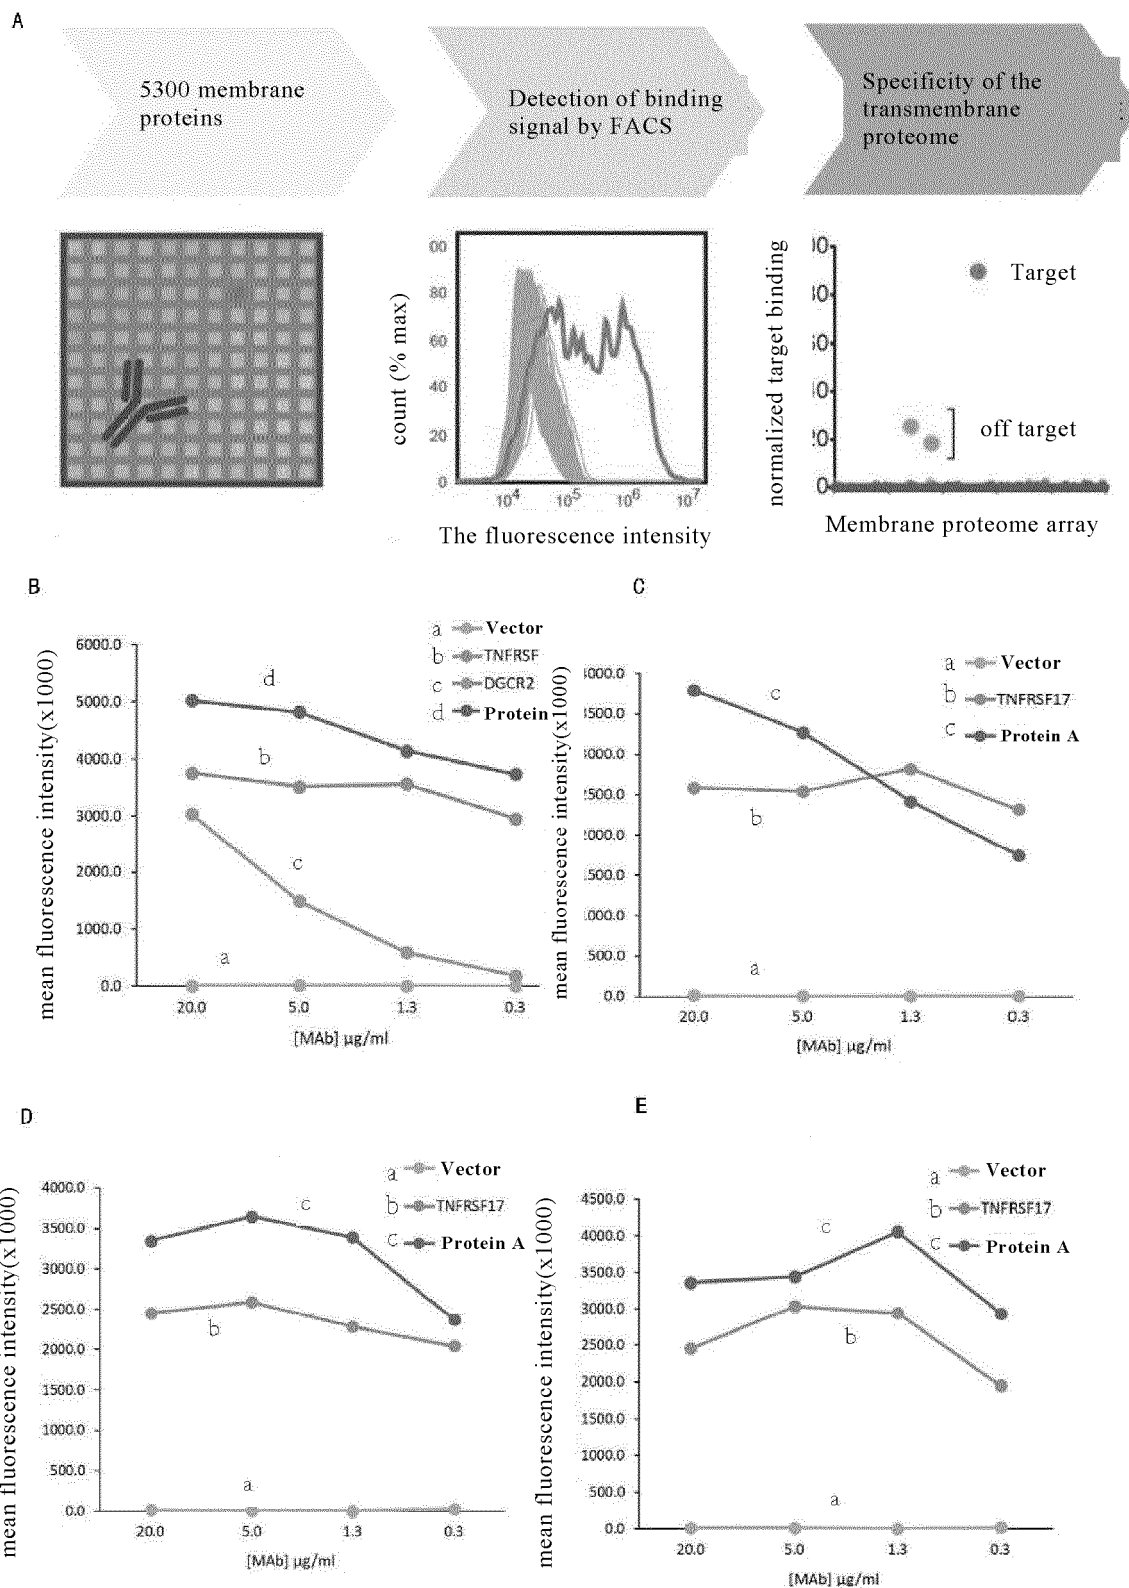 A
5300 membrane
proteins
Detection of binding
signal by FACS
Specificity of the
transmembrane
proteome
count (% max)
00
80
60
40
20
0
10⁴ 10⁵ 10⁶ 10⁷
The fluorescence intensity
normalized target binding
Target
off target
20
0
Membrane proteome array
B
mean fluorescence intensity(x1000)
6000.0
5000.0
4000.0
3000.0
2000.0
1000.0
0.0
a Vector
b TNFRSF
c DGCR2
d Protein
d
b
c
a
20.0 5.0 1.3 0.3
[MAb] µg/ml
C
mean fluorescence intensity(x1000)
500.0
0.0
a Vector
b TNFRSF17
c Protein A
c
b
a
20.0 5.0 1.3 0.3
[MAb] µg/ml
D
mean fluorescence intensity(x1000)
4000.0
3500.0
3000.0
2500.0
2000.0
1500.0
1000.0
500.0
0.0
a Vector
b TNFRSF17
c Protein A
c
b
a
20.0 5.0 1.3 0.3
[MAb] µg/ml
E
mean fluorescence intensity(x1000)
4500.0
4000.0
3500.0
3000.0
2500.0
2000.0
1500.0
1000.0
500.0
0.0
a Vector
b TNFRSF17
c Protein A
c
b
a
20.0 5.0 1.3 0.3
[MAb] µg/ml